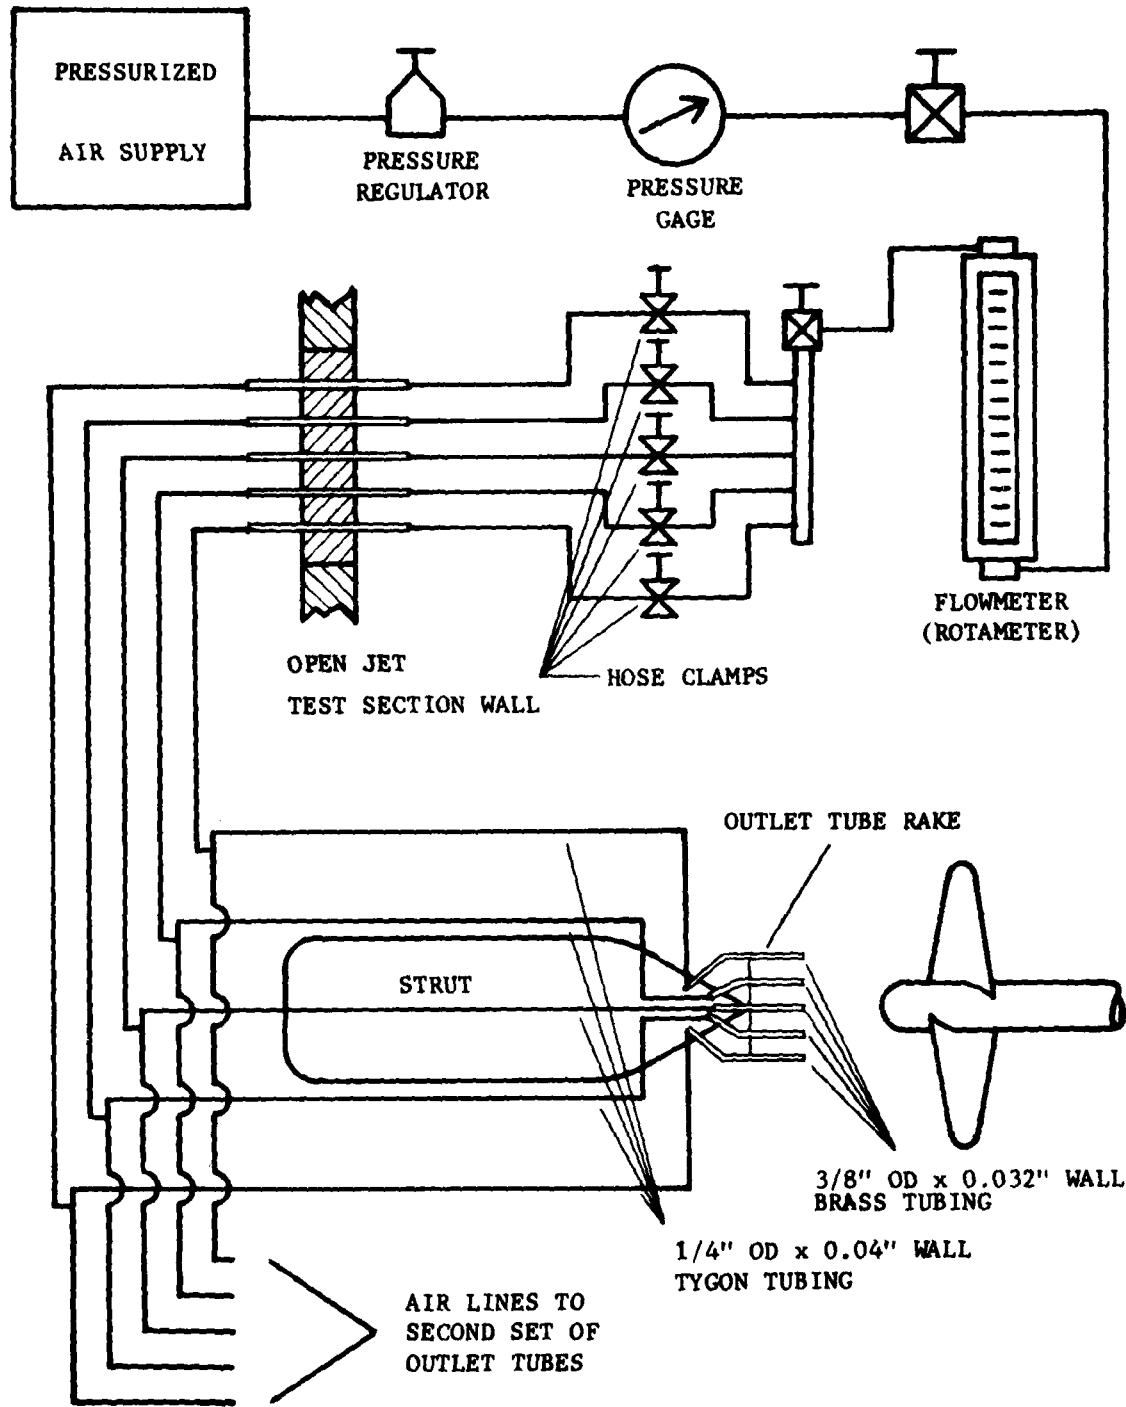 PRESSURIZED
AIR SUPPLY
PRESSURE
REGULATOR
PRESSURE
GAGE
FLOWMETER
(ROTAMETER)
OPEN JET
TEST SECTION WALL
HOSE CLAMPS
OUTLET TUBE RAKE
STRUT
3/8" OD x 0.032" WALL
BRASS TUBING
1/4" OD x 0.04" WALL
TYGON TUBING
AIR LINES TO
SECOND SET OF
OUTLET TUBES